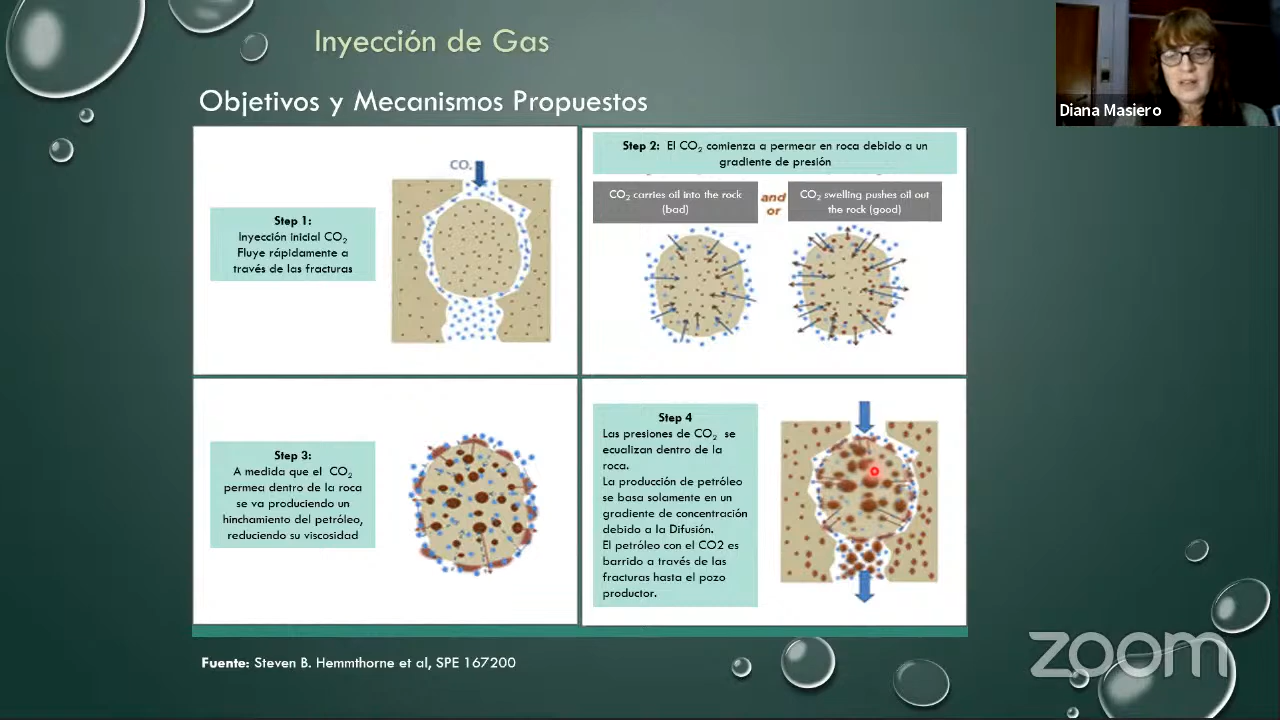 Inyección de Gas
Diana Masiero
Objetivos y Mecanismos Propuestos
CO.
Step 1:
Inyección inicial CO₂
Fluye rápidamente a
través de las fracturas
Step 2: El CO₂ comienza a permear en roca debido a un
gradiente de presión
CO₂ carries oil into the rock
(bad)
and
or
CO₂ swelling pushes oil out
the rock (good)
Step 3:
A medida que el CO₂
permea dentro de la roca
se va produciendo un
hinchamiento del petróleo,
reduciendo su viscosidad
Step 4
Las presiones de CO₂ se
ecualizan dentro de la
roca.
La producción de petróleo
se basa solamente en un
gradiente de concentración
debido a la Difusión.
El petróleo con el CO2 es
barrido a través de las
fracturas hasta el pozo
productor.
Fuente: Steven B. Hemmthorne et al, SPE 167200
zoom